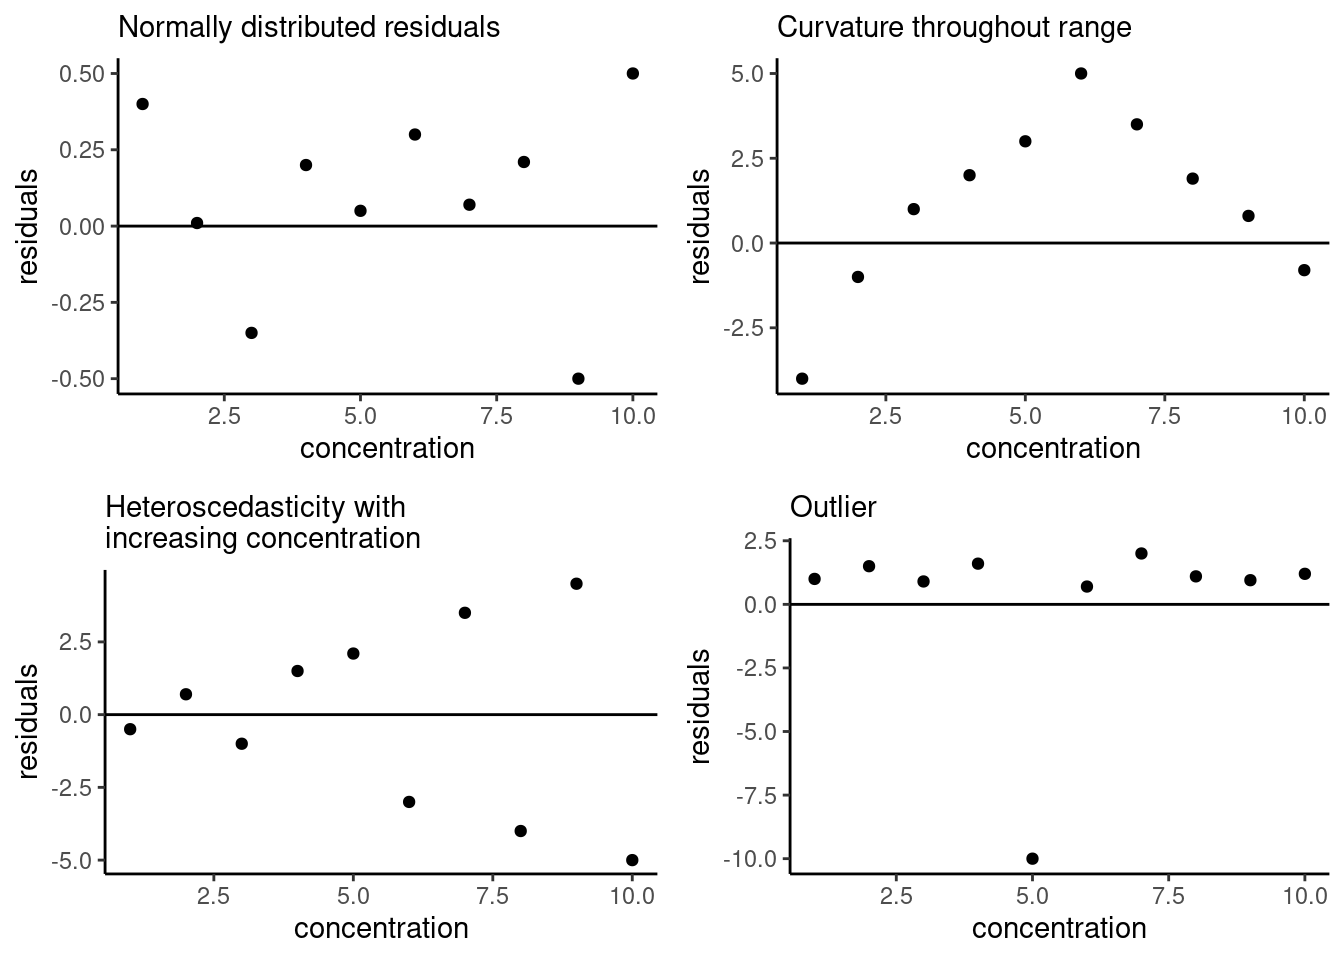 Normally distributed residuals
0.50
0.25
0.00
-0.25
-0.50
residuals
2.5 5.0 7.5 10.0
concentration
Curvature throughout range
5.0
2.5
0.0
-2.5
residuals
2.5 5.0 7.5 10.0
concentration
Heteroscedasticity with
increasing concentration
2.5
0.0
-2.5
-5.0
residuals
2.5 5.0 7.5 10.0
concentration
Outlier
2.5
0.0
-2.5
-5.0
-7.5
-10.0
residuals
2.5 5.0 7.5 10.0
concentration